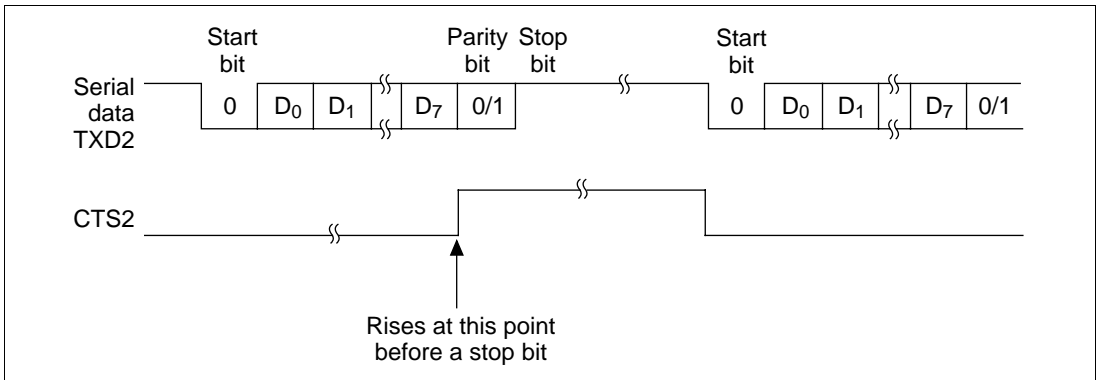 Start bit
Parity bit
Stop bit
Start bit
Serial data TXD2
0 D0 D1 D7 0/1 0 D0 D1 D7 0/1
CTS2
Rises at this point
before a stop bit